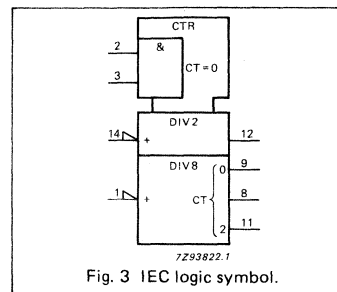 CTR
&
2
CT=0
3
DIV2
14 + 12
DIV8
0 9
1 + CT 8
2 11
7Z93822.1
Fig. 3 IEC logic symbol.